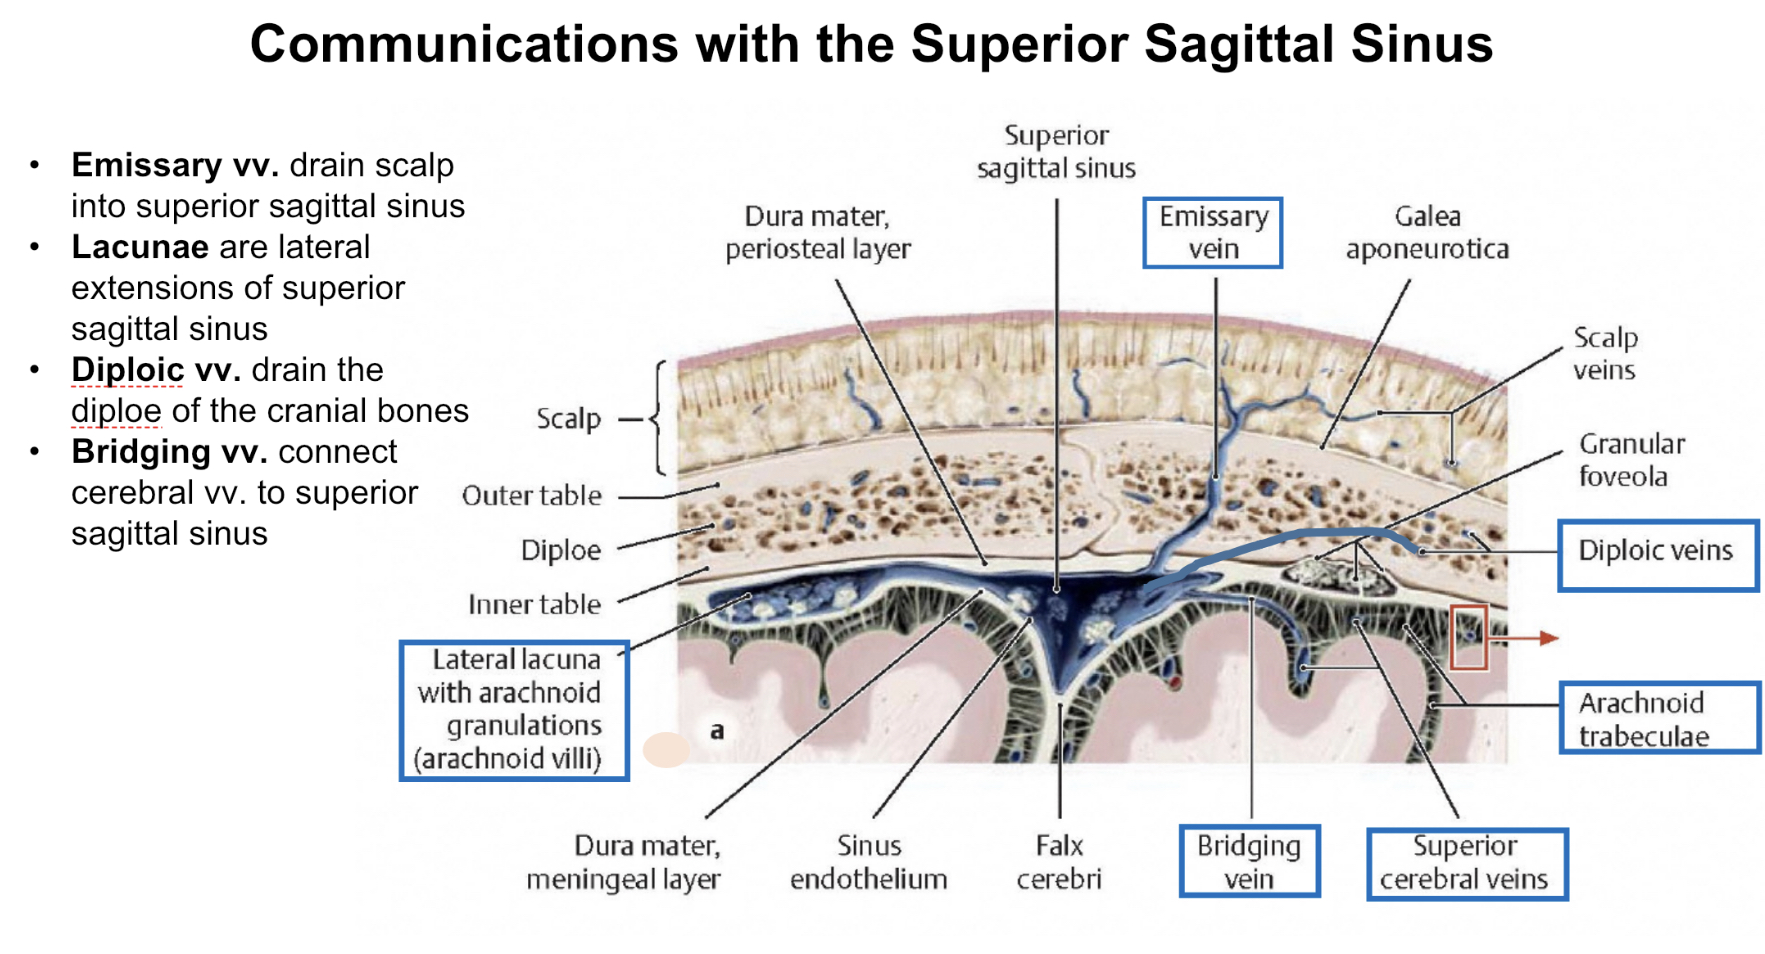 Communications with the Superior Sagittal Sinus
• Emissary vv. drain scalp
into superior sagittal sinus
• Lacunae are lateral
extensions of superior
sagittal sinus
• Diploic vv. drain the
diploe of the cranial bones
• Bridging vv. connect
cerebral vv. to superior
sagittal sinus
Superior
sagittal sinus
Dura mater,
periosteal layer
Emissary
vein
Galea
aponeurotica
Scalp
veins
Scalp
Granular
foveola
Outer table
Diploe
Diploic veins
Inner table
Lateral lacuna
with arachnoid
granulations
(arachnoid villi)
Arachnoid
trabeculae
a
Dura mater,
meningeal layer
Sinus
endothelium
Falx
cerebri
Bridging
vein
Superior
cerebral veins